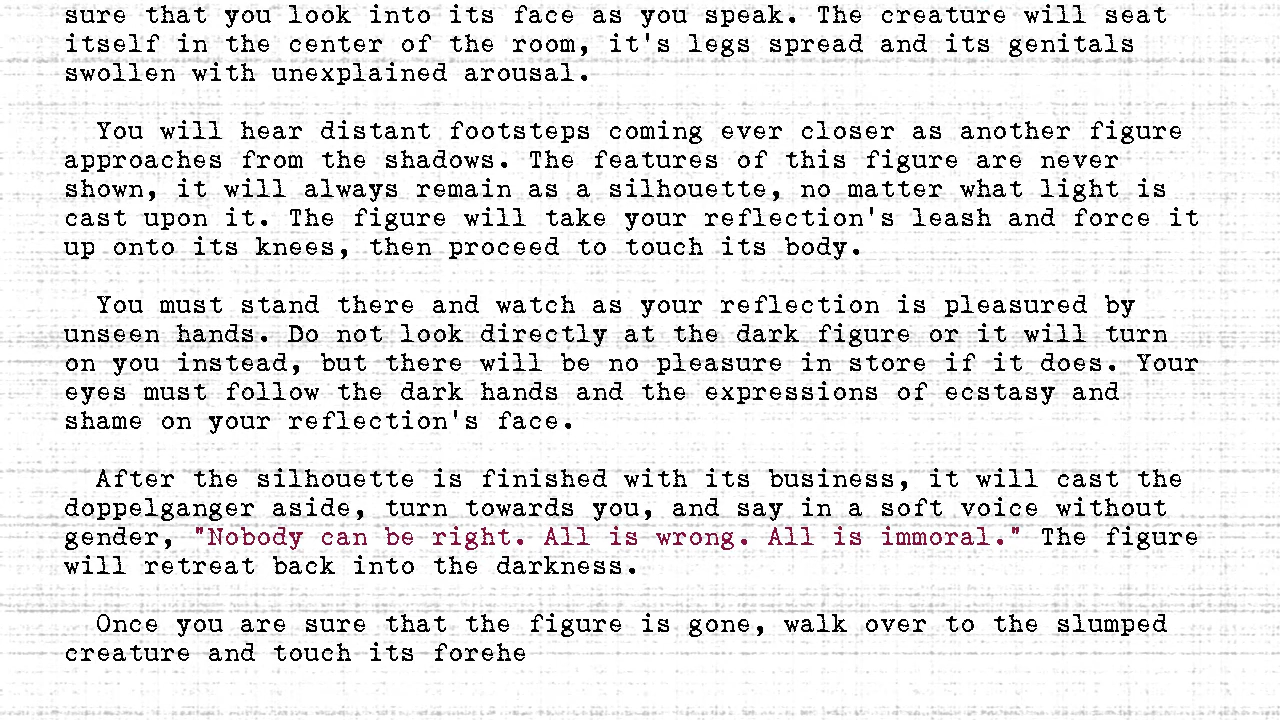 sure that you look into its face as you speak. The creature will seat
itself in the center of the room, it's legs spread and its genitals
swollen with unexplained arousal.
You will hear distant footsteps coming ever closer as another figure
approaches from the shadows. The features of this figure are never
shown, it will always remain as a silhouette, no matter what light is
cast upon it. The figure will take your reflection's leash and force it
up onto its knees, then proceed to touch its body.
You must stand there and watch as your reflection is pleasured by
unseen hands. Do not look directly at the dark figure or it will turn
on you instead, but there will be no pleasure in store if it does. Your
eyes must follow the dark hands and the expressions of ecstasy and
shame on your reflection's face.
After the silhouette is finished with its business, it will cast the
doppelganger aside, turn towards you, and say in a soft voice without
gender, "Nobody can be right. All is wrong. All is immoral." The figure
will retreat back into the darkness.
Once you are sure that the figure is gone, walk over to the slumped
creature and touch its forehe